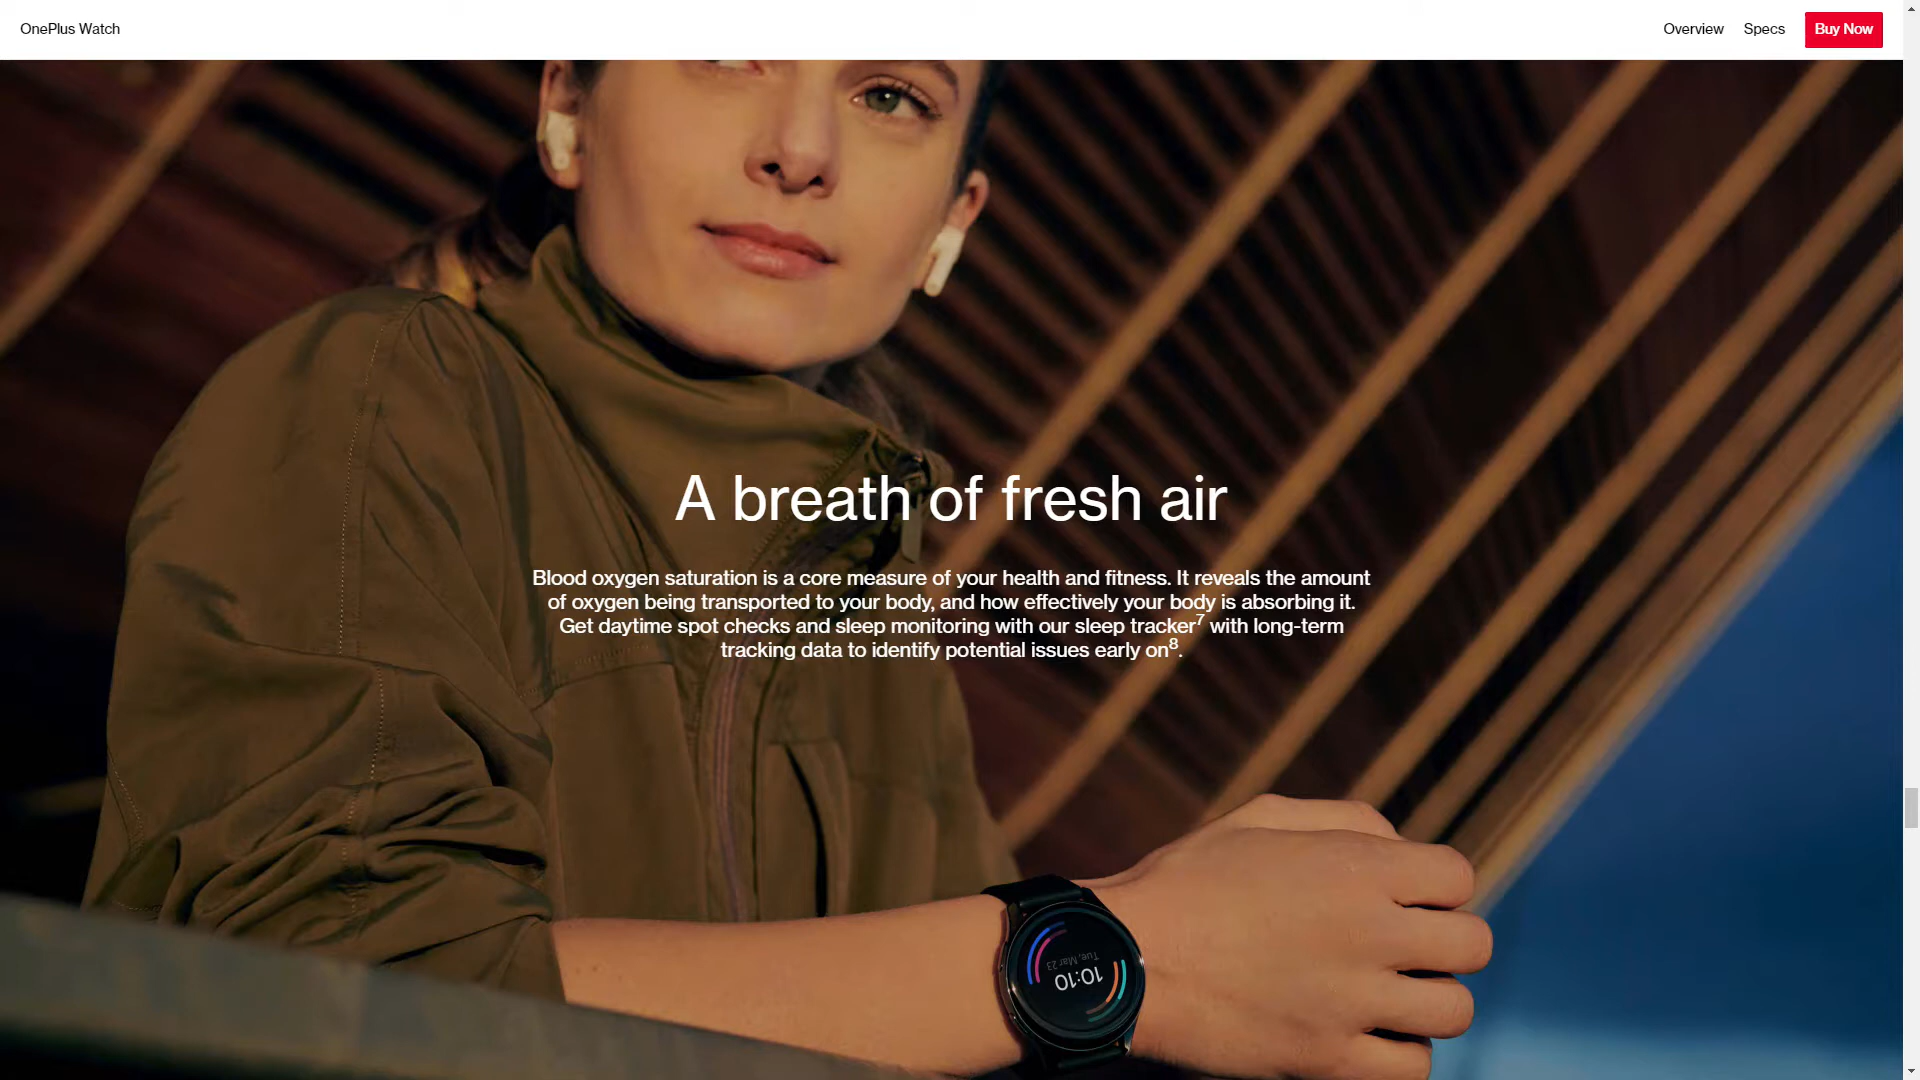 OnePlus Watch
Overview
Specs
Buy Now
A breath of fresh air
Blood oxygen saturation is a core measure of your health and fitness. It reveals the amount
of oxygen being transported to your body, and how effectively your body is absorbing it.
Get daytime spot checks and sleep monitoring with our sleep tracker7 with long-term
tracking data to identify potential issues early on8.
10:10
Tue, Mar 23